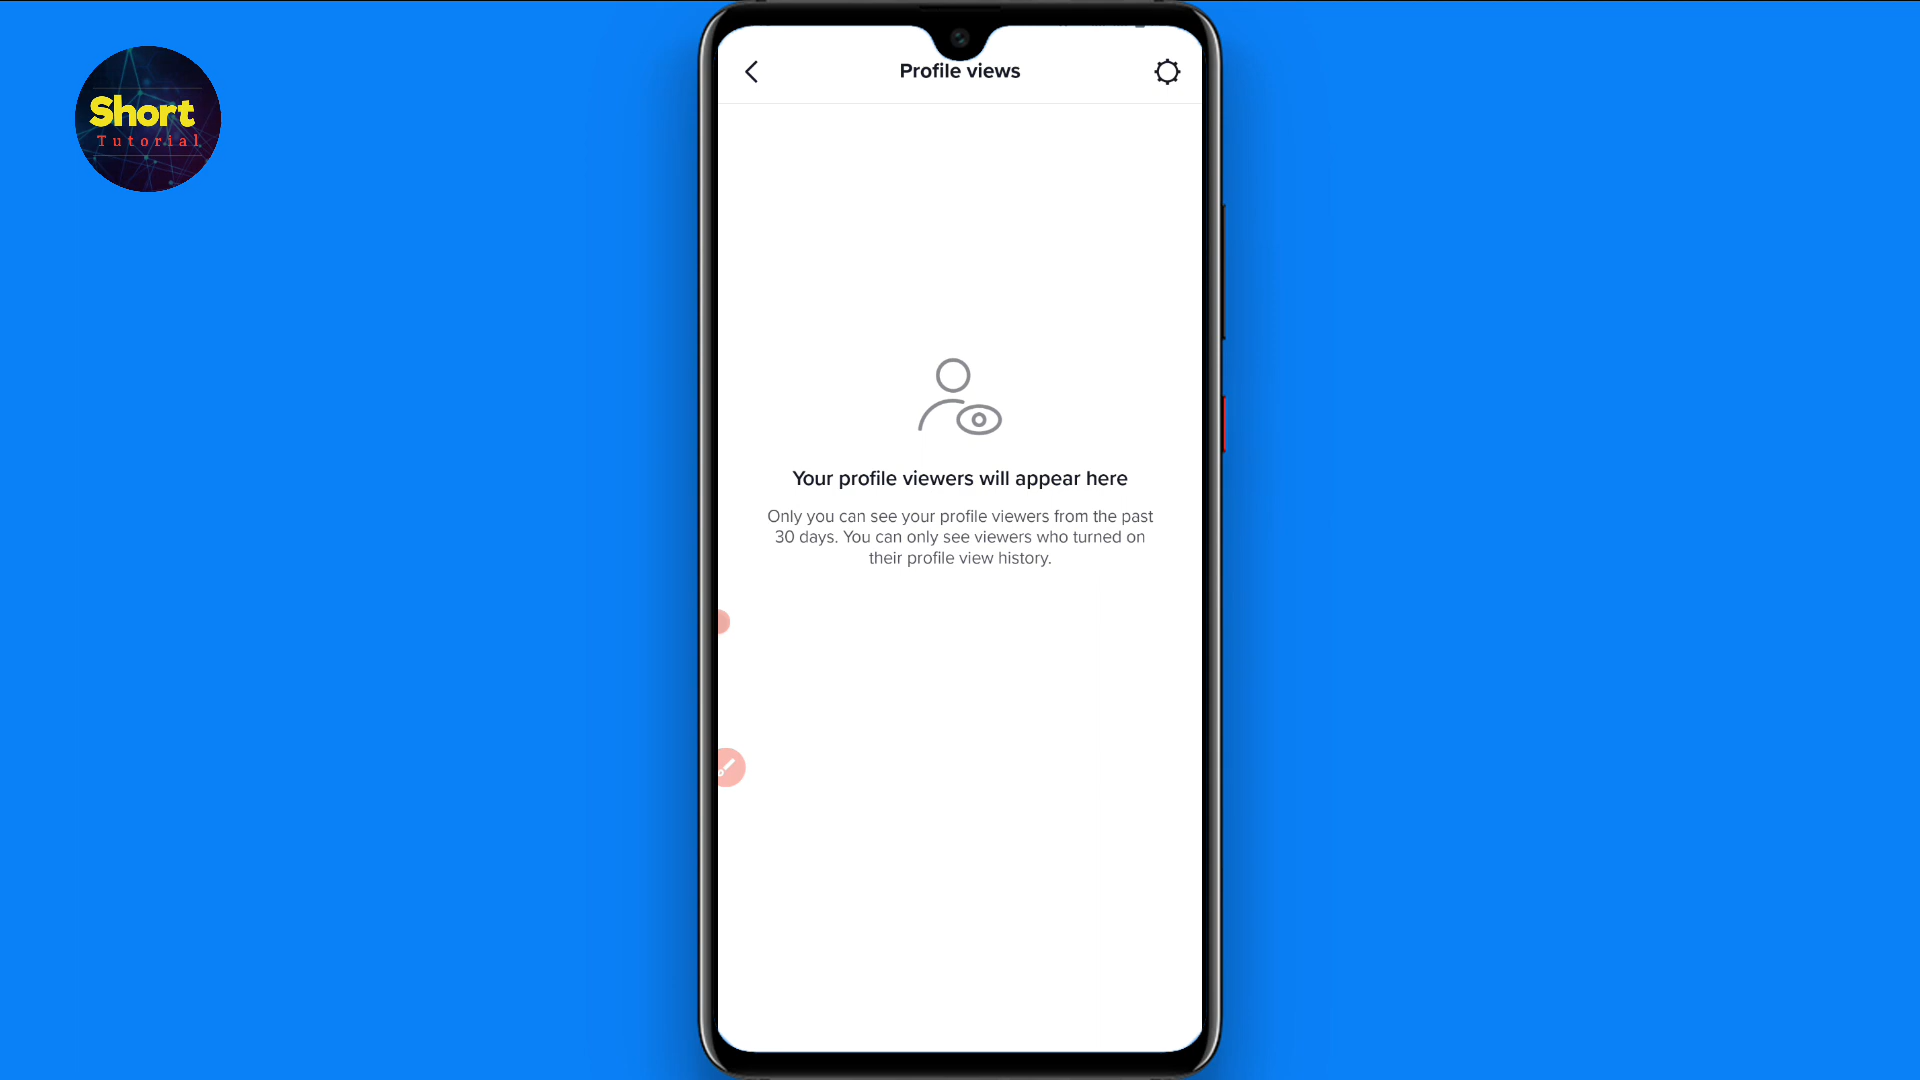 Short
Tutorial
Profile views
Your profile viewers will appear here
Only you can see your profile viewers from the past
30 days. You can only see viewers who turned on
their profile view history.